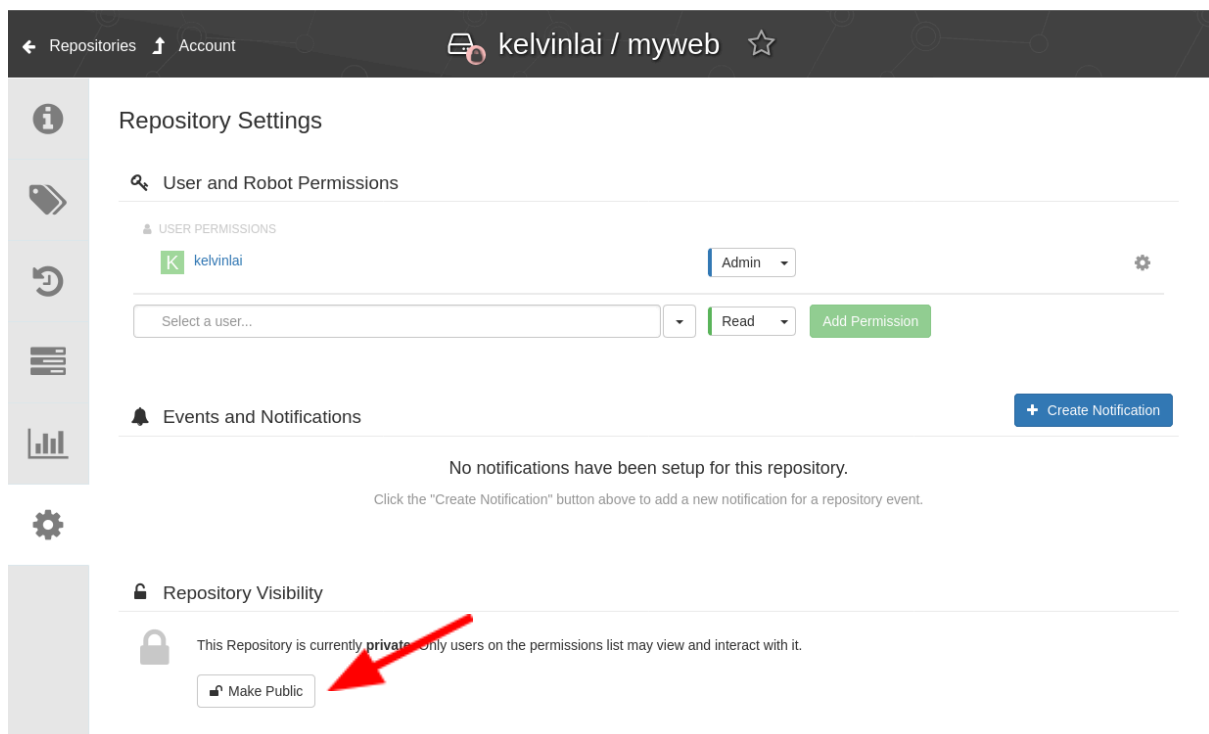 Repositories Account kelvinlai / myweb
Repository Settings
User and Robot Permissions
USER PERMISSIONS
K kelvinlai Admin
Select a user... Read Add Permission
Events and Notifications Create Notification
No notifications have been setup for this repository.
Click the "Create Notification" button above to add a new notification for a repository event.
Repository Visibility
This Repository is currently private. Only users on the permissions list may view and interact with it.
Make Public